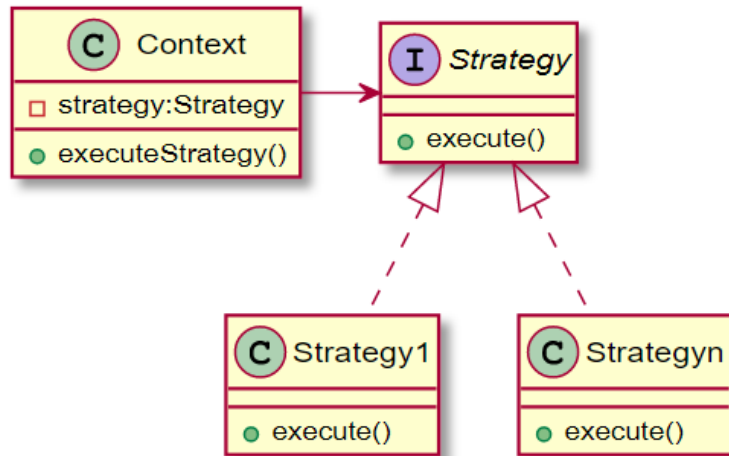 C Context
strategy:Strategy
executeStrategy()
I Strategy
execute()
C Strategy1
execute()
C Strategyn
execute()